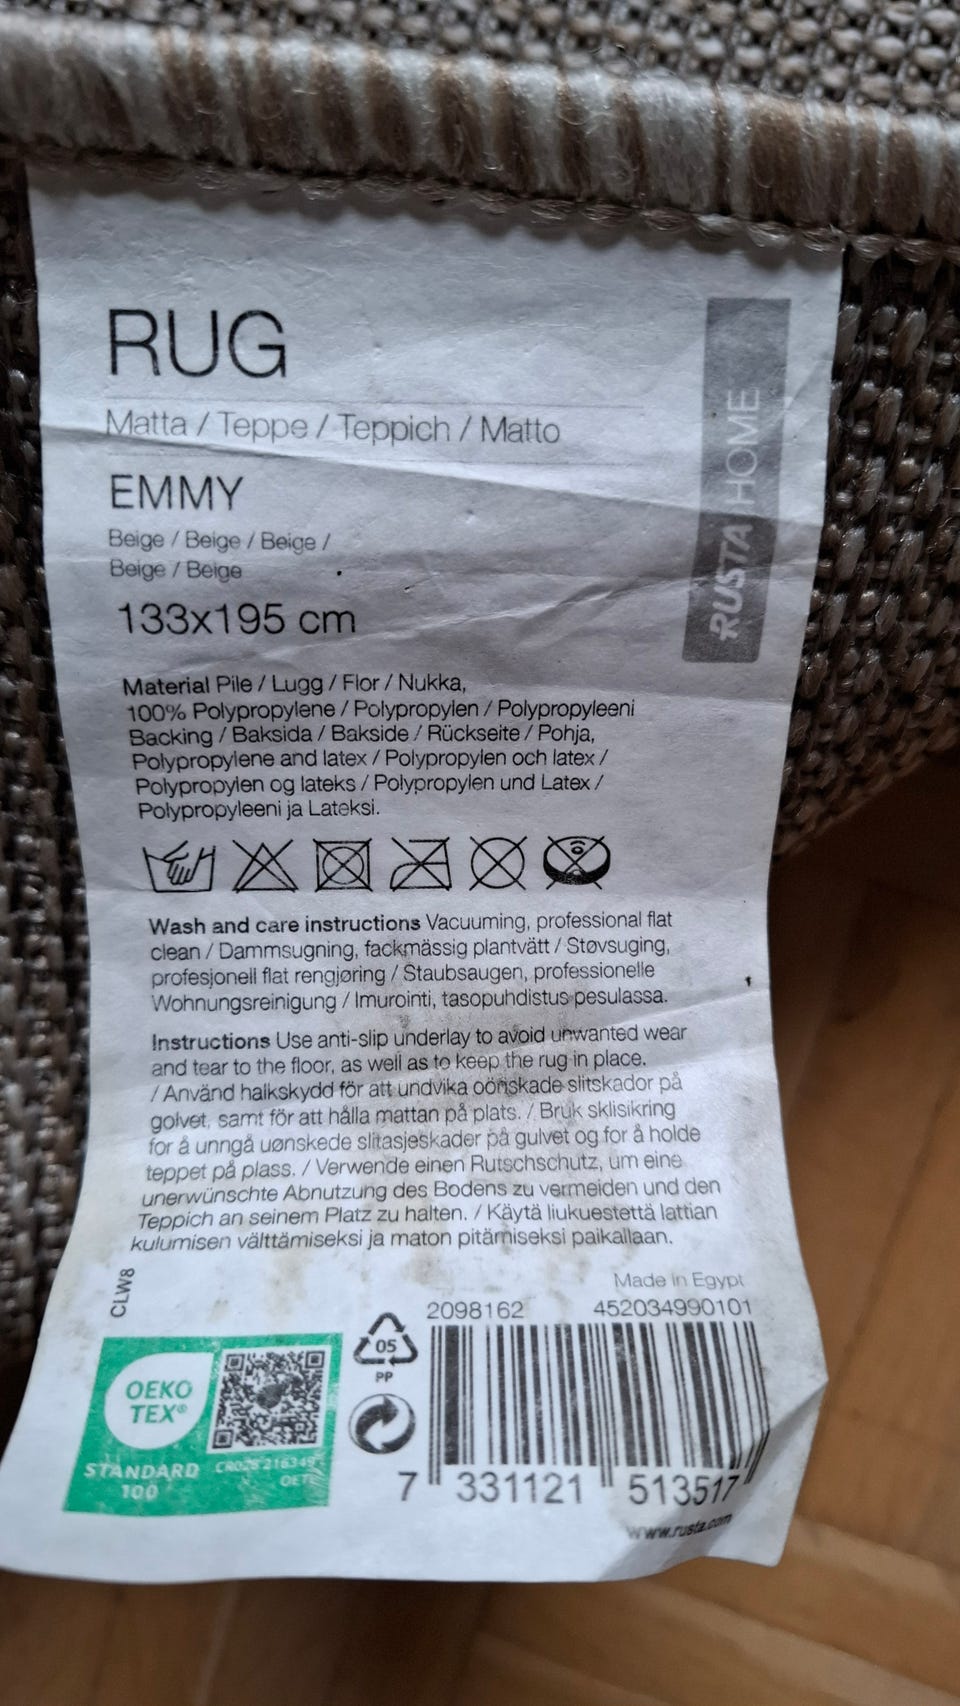 RUG
Matta / Teppe / Teppich / Matto
EMMY
Beige / Beige / Beige /
Beige / Beige
133x195 cm
RUSTA HOME
Material Pile / Lugg / Flor / Nukka,
100% Polypropylene / Polypropylen / Polypropyleeni
Backing / Baksida / Bakside / Rückseite / Pohja,
Polypropylene and latex / Polypropylen och latex /
Polypropylen og lateks / Polypropylen und Latex /
Polypropyleeni ja Lateksi.
Wash and care instructions Vacuuming, professional flat
clean / Dammsugning, fackmässig plantvätt / Støvsuging,
profesjonell flat rengjøring / Staubsaugen, professionelle
Wohnungsreinigung / Imurointi, tasopuhdistus pesulassa.
Instructions Use anti-slip underlay to avoid unwanted wear
and tear to the floor, as well as to keep the rug in place.
/ Använd halkskydd för att undvika oönskade slitskador på
golvet, samt för att hålla mattan på plats. / Bruk sklisikring
for å unngå uønskede slitasjeskader på gulvet og for å holde
teppet på plass. / Verwende einen Rutschschutz, um eine
unerwünschte Abnutzung des Bodens zu vermeiden und den
Teppich an seinem Platz zu halten. / Käytä liukuestettä lattian
kulumisen välttämiseksi ja maton pitämiseksi paikallaan.
CLW8
Made in Egypt
2098162 452034990101
05
PP
OEKO
TEX®
STANDARD
100
CR028 216349
7 331121 513517
www.rusta.com